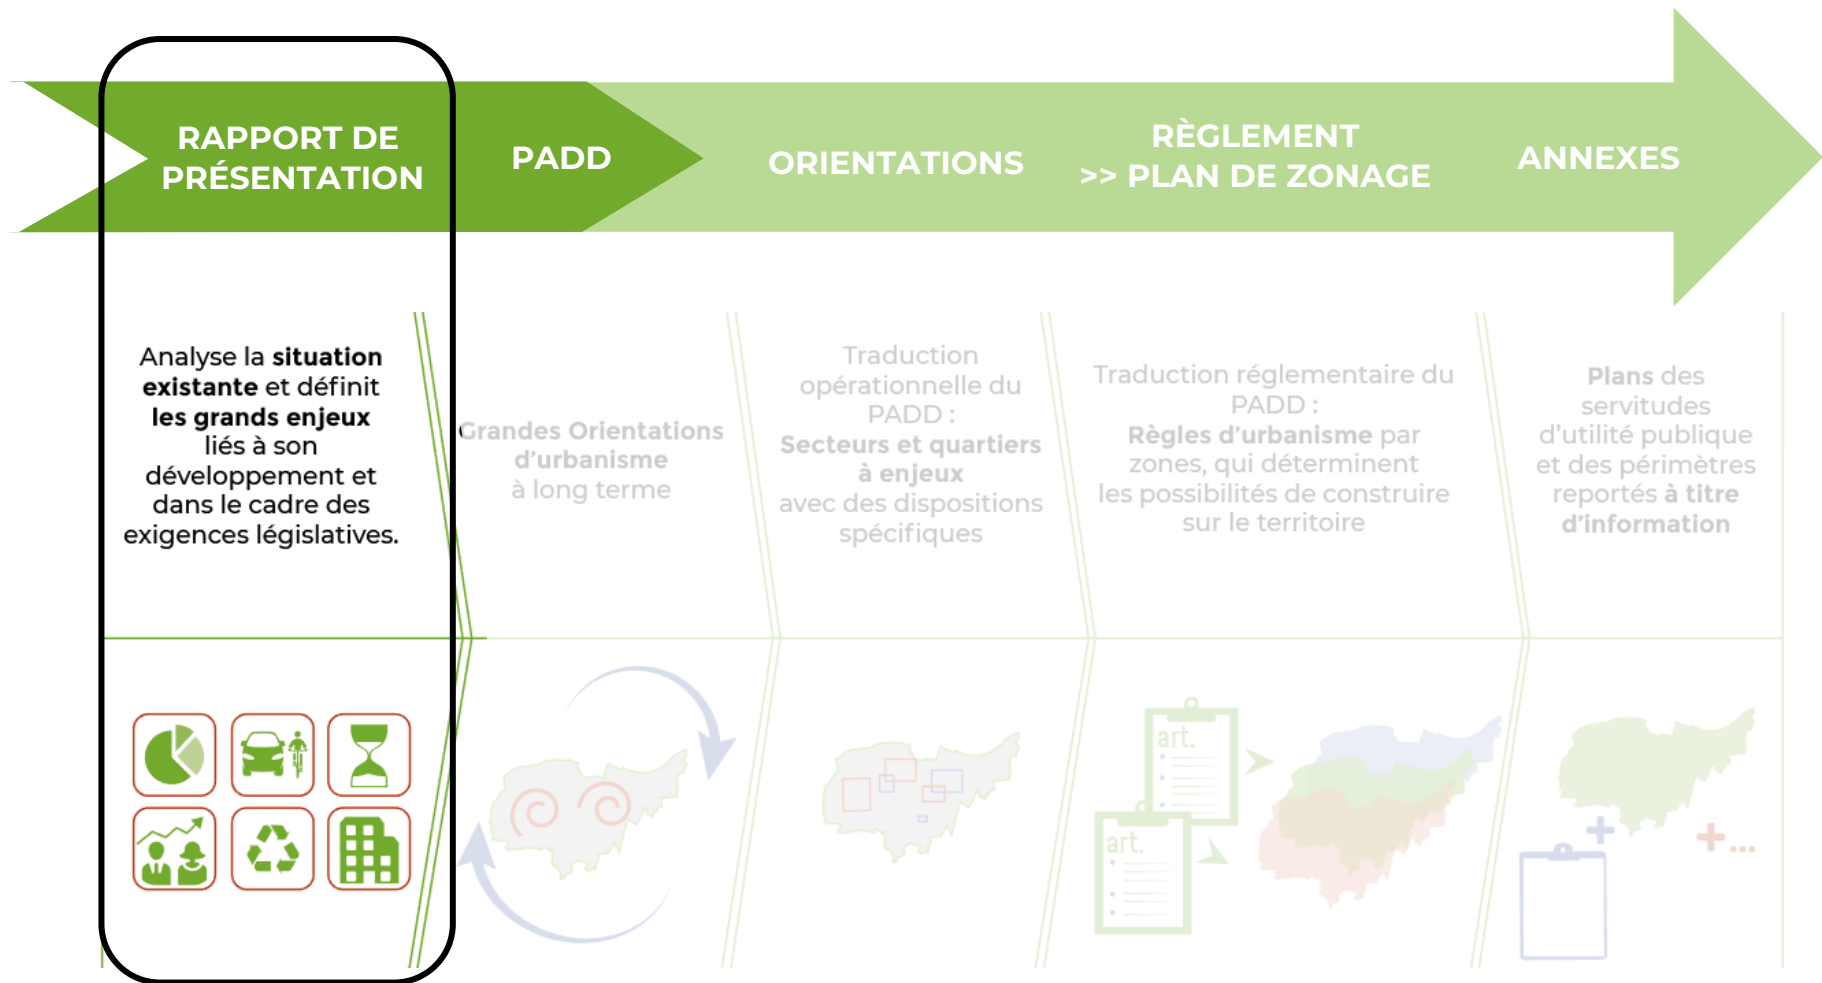 RAPPORT DE
PRÉSENTATION
PADD
ORIENTATIONS
RÈGLEMENT
>> PLAN DE ZONAGE
ANNEXES
Analyse la situation
existante et définit
les grands enjeux
liés à son
développement et
dans le cadre des
exigences législatives.
Grandes Orientations
d'urbanisme
à long terme
Traduction
opérationnelle du
PADD :
Secteurs et quartiers
à enjeux
avec des dispositions
spécifiques
Traduction réglementaire du
PADD :
Règles d'urbanisme par
zones, qui déterminent
les possibilités de construire
sur le territoire
Plans des
servitudes
d'utilité publique
et des périmètres
reportés à titre
d'information
art.
art.
+
+...